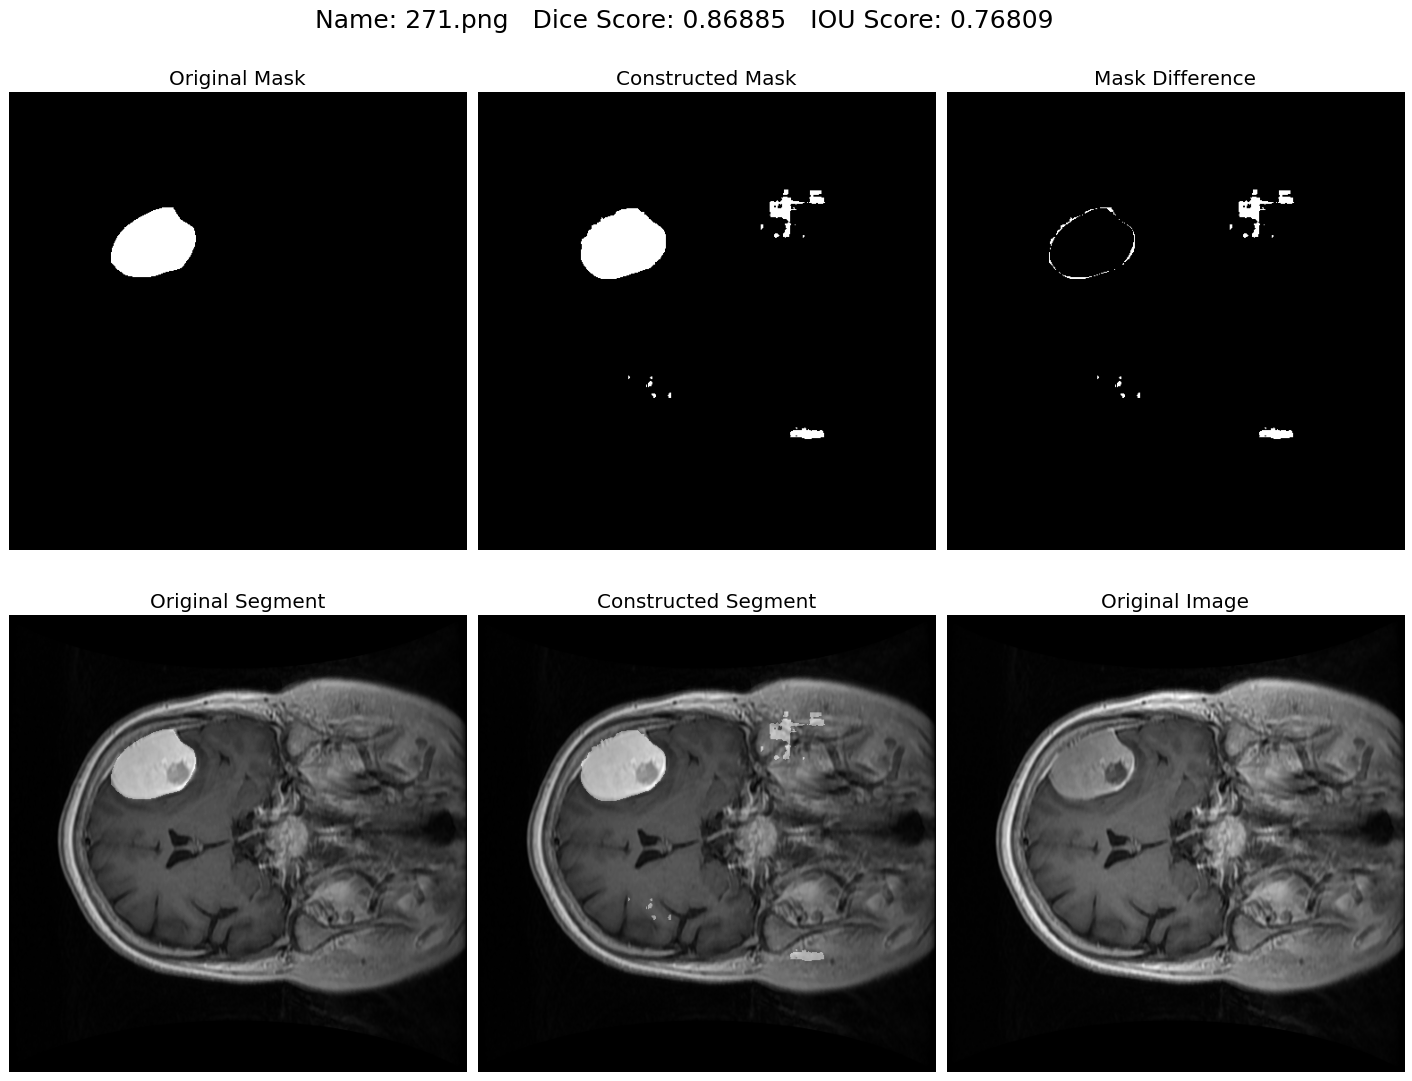 Name: 271.png   Dice Score: 0.86885   IOU Score: 0.76809
Original Mask
Constructed Mask
Mask Difference
Original Segment
Constructed Segment
Original Image